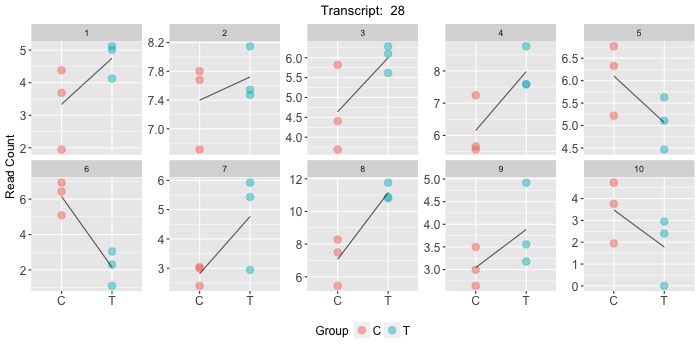 Transcript:  28
1 2 3 4 5
5 4 3 2
8.2 7.8 7.4 7.0
6.0 5.5 5.0 4.5 4.0
8 7 6
6.5 6.0 5.5 5.0 4.5
Read Count
6 7 8 9 10
6 4 2
6 5 4 3
12 10 8 6
5.0 4.5 4.0 3.5 3.0
4 3 2 1 0
C T C T C T C T C T
Group C T